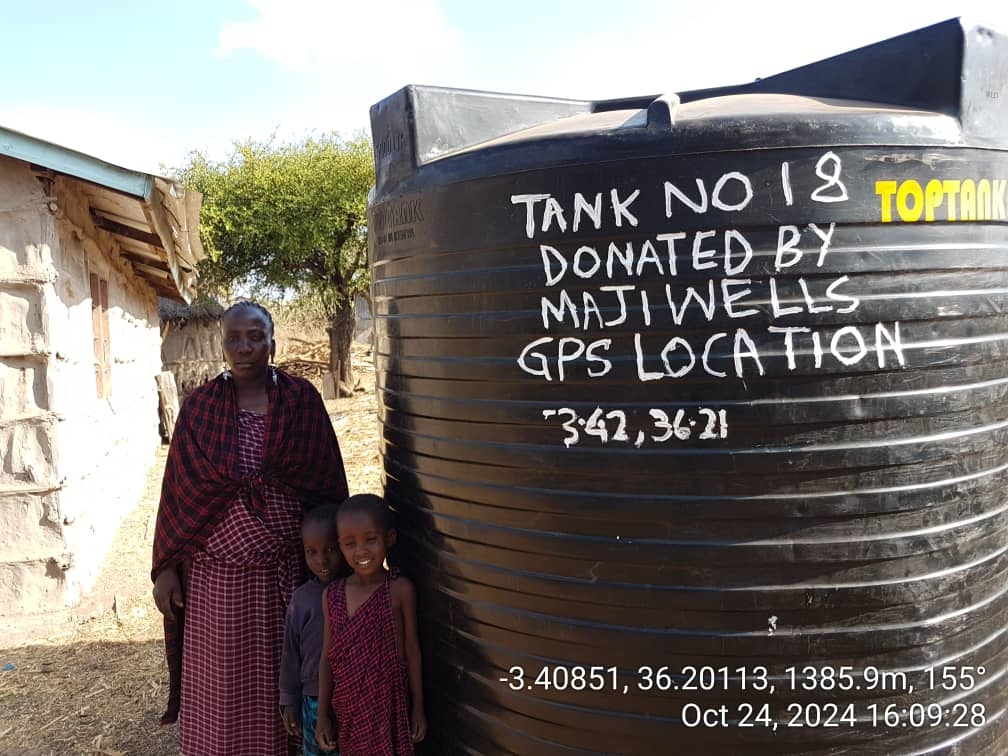 TANK NO 18
TOPTANK
DONATED BY
MAJI WELLS
GPS LOCATION
-3.42, 36.21
-3.40851, 36.20113, 1385.9m, 155°
Oct 24, 2024 16:09:28